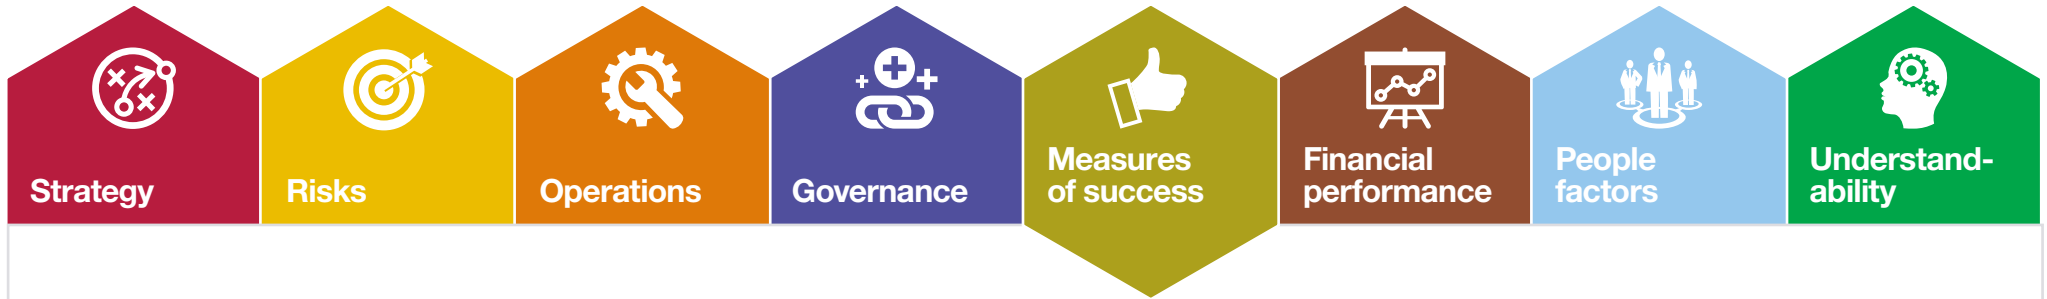 Strategy
Risks
Operations
Governance
Measures
of success
Financial
performance
People
factors
Understand-
ability